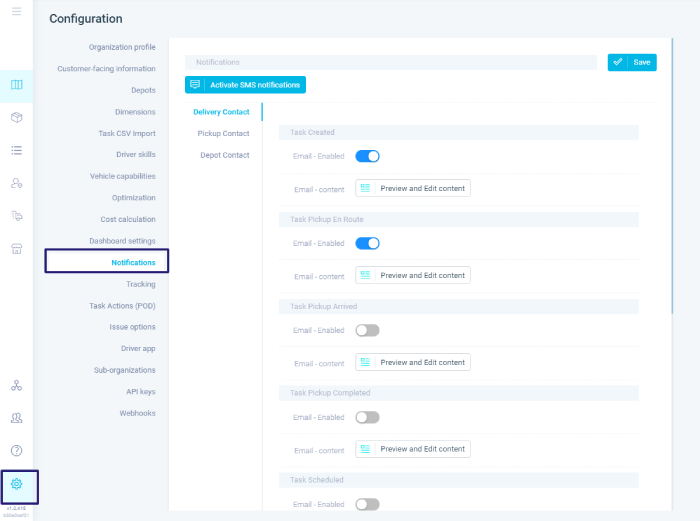 Configuration
Organization profile
Customer-facing information
Depots
Dimensions
Task CSV Import
Driver skills
Vehicle capabilities
Optimization
Cost calculation
Dashboard settings
Notifications
Tracking
Task Actions (POD)
Issue options
Driver app
Sub-organizations
API keys
Webhooks
Notifications
Save
Activate SMS notifications
Delivery Contact
Pickup Contact
Depot Contact
Task Created
Email - Enabled
Email - content Preview and Edit content
Task Pickup En Route
Email - Enabled
Email - content Preview and Edit content
Task Pickup Arrived
Email - Enabled
Email - content Preview and Edit content
Task Pickup Completed
Email - Enabled
Email - content Preview and Edit content
Task Scheduled
Email - Enabled